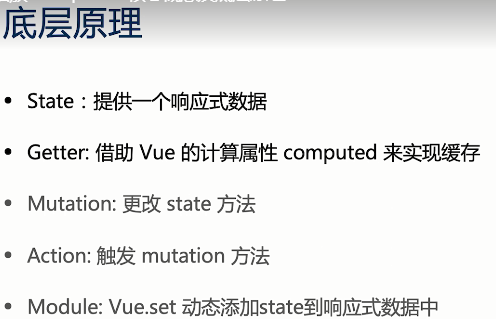 底层原理
• State：提供一个响应式数据
• Getter: 借助 Vue 的计算属性 computed 来实现缓存
• Mutation: 更改 state 方法
• Action: 触发 mutation 方法
• Module: Vue.set 动态添加state到响应式数据中